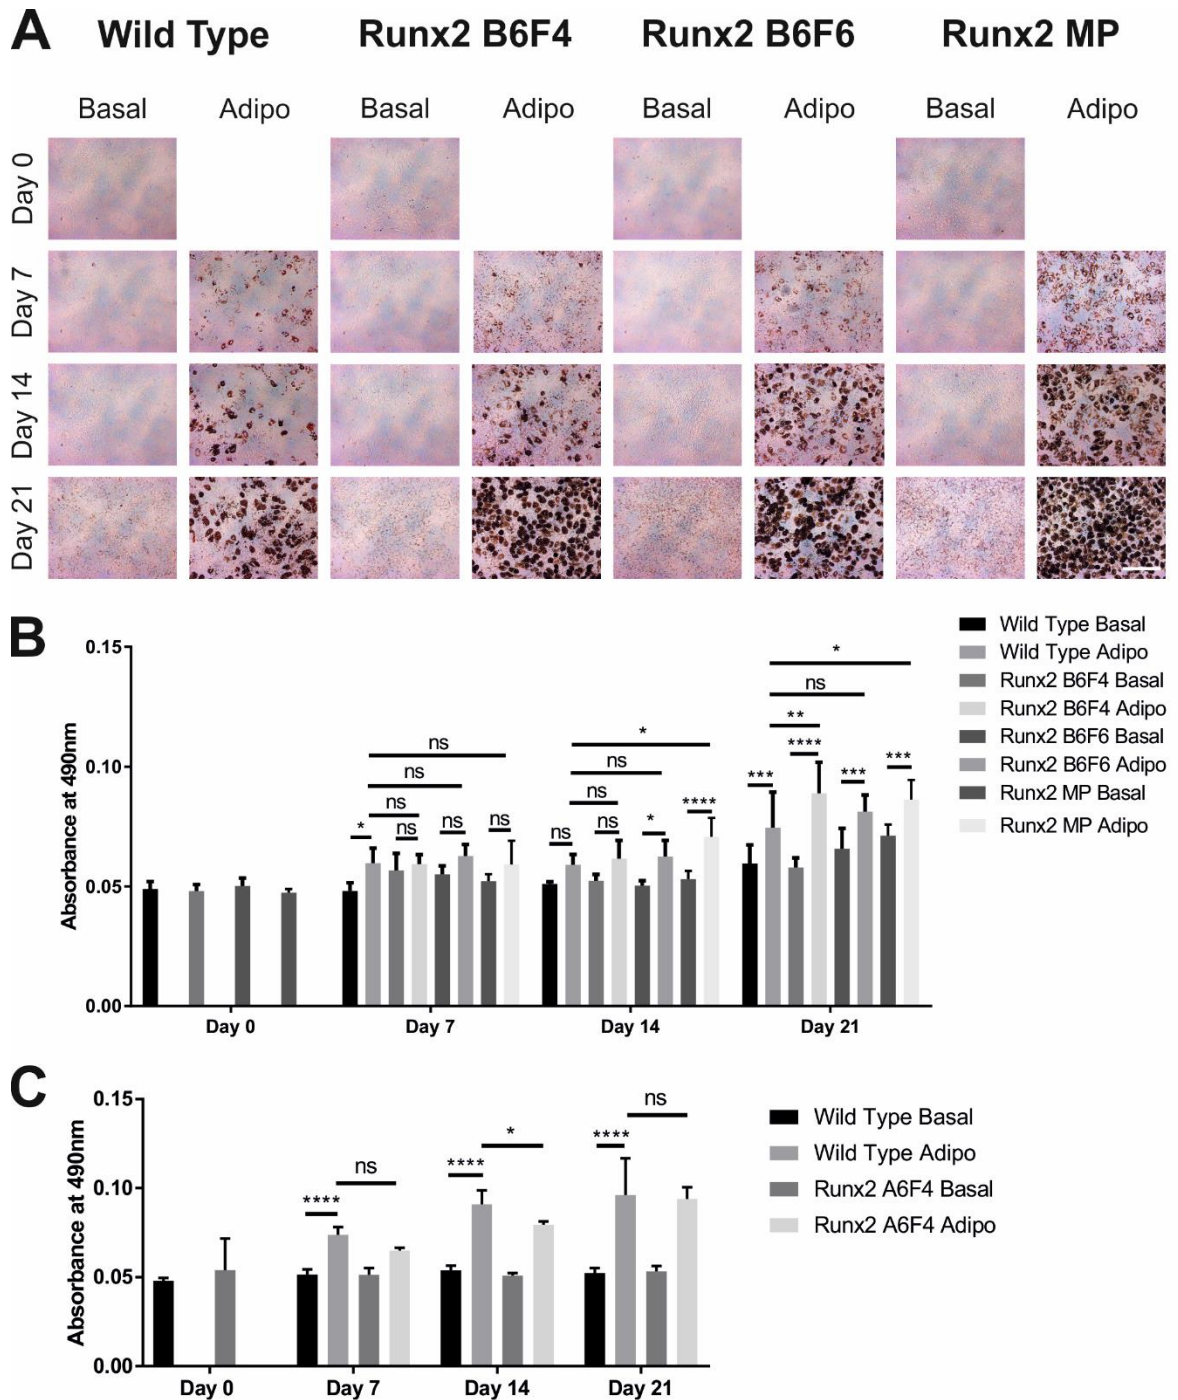 A
Wild Type Runx2 B6F4 Runx2 B6F6 Runx2 MP
Basal Adipo Basal Adipo Basal Adipo Basal Adipo
Day 0
Day 7
Day 14
Day 21
B
Absorbance at 490nm
0.15
0.10
0.05
0.00
Day 0 Day 7 Day 14 Day 21
ns
ns
ns
* ns ns ns
*
ns
ns
ns ns * ****
*
ns
**
*** **** *** ***
Wild Type Basal
Wild Type Adipo
Runx2 B6F4 Basal
Runx2 B6F4 Adipo
Runx2 B6F6 Basal
Runx2 B6F6 Adipo
Runx2 MP Basal
Runx2 MP Adipo
C
Absorbance at 490nm
0.15
0.10
0.05
0.00
Day 0 Day 7 Day 14 Day 21
ns
****
*
****
ns
****
Wild Type Basal
Wild Type Adipo
Runx2 A6F4 Basal
Runx2 A6F4 Adipo